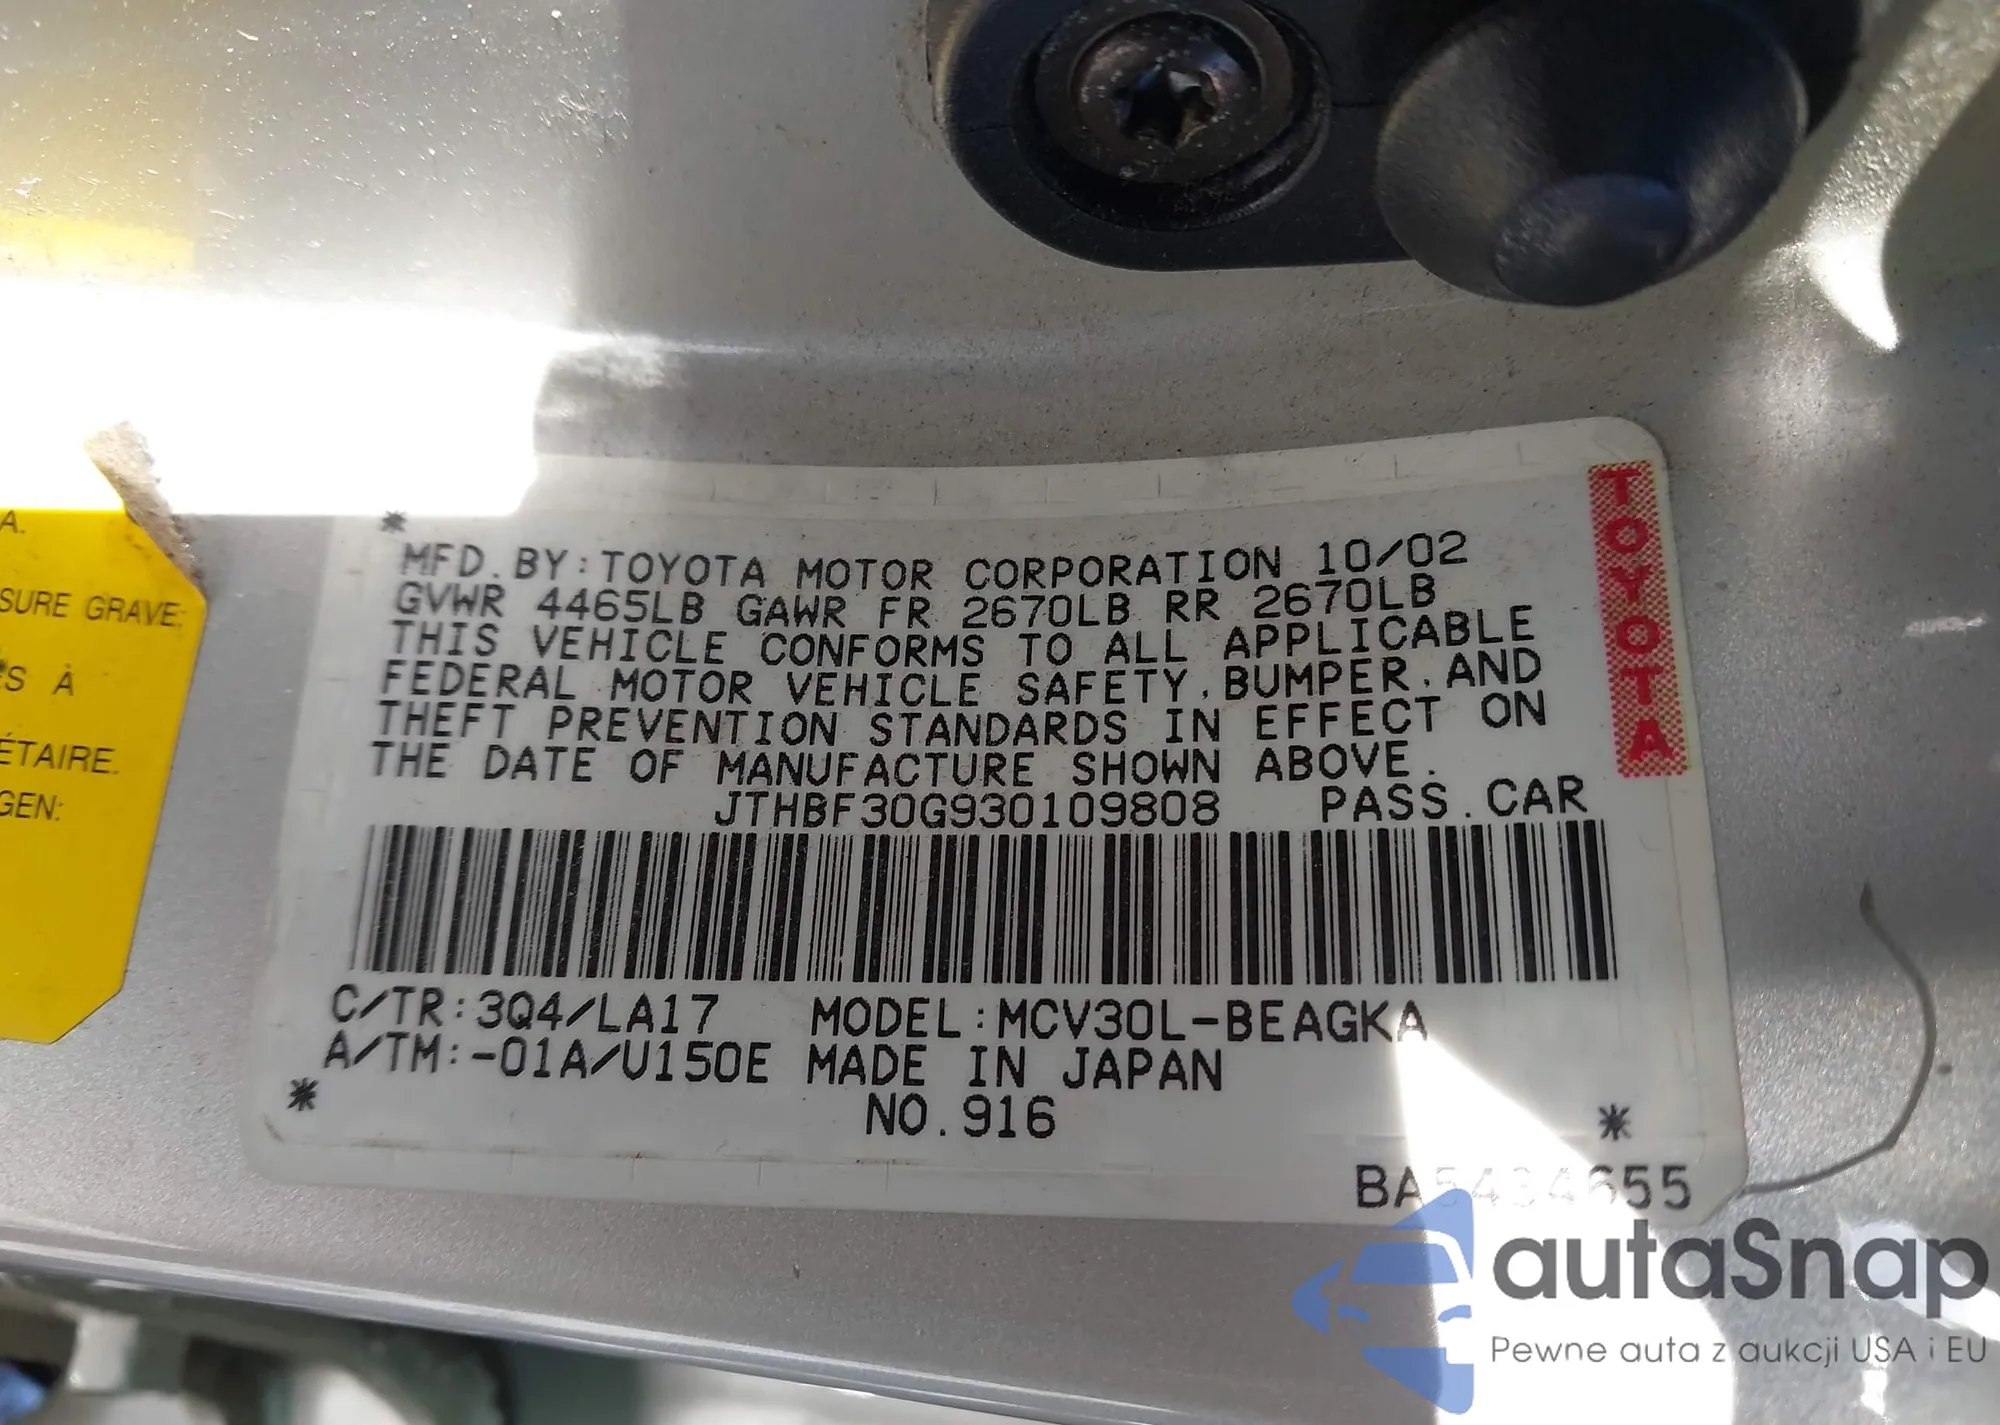 A.
SURE GRAVE:
S À
ÉTAIRE.
GEN:
*
MFD.BY:TOYOTA MOTOR CORPORATION 10/02
GVWR 4465LB GAWR FR 2670LB RR 2670LB
THIS VEHICLE CONFORMS TO ALL APPLICABLE
FEDERAL MOTOR VEHICLE SAFETY,BUMPER,AND
THEFT PREVENTION STANDARDS IN EFFECT ON
THE DATE OF MANUFACTURE SHOWN ABOVE.
JTHBF30G930109808 PASS.CAR
C/TR:3Q4/LA17 MODEL:MCV30L-BEAGKA
A/TM:-01A/U150E MADE IN JAPAN
* NO.916 *
BA5434655
TOYOTA
autaSnap
Pewne auta z aukcji USA i EU